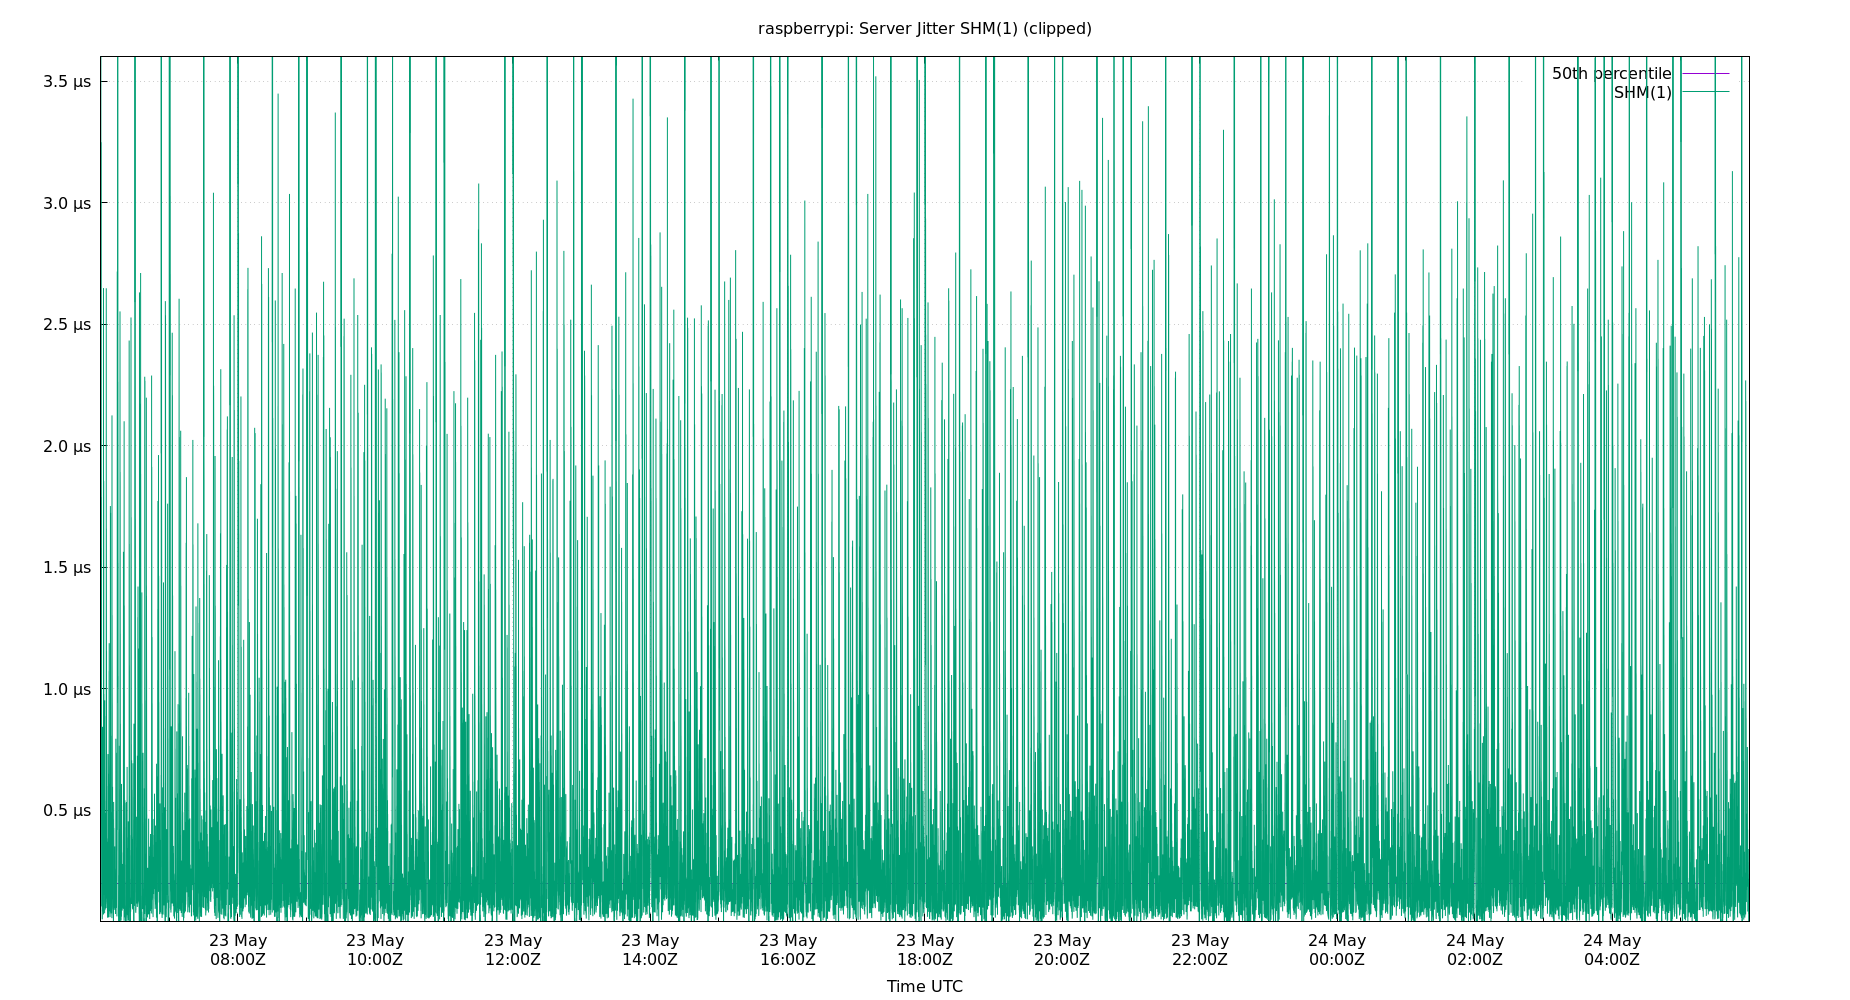 raspberrypi: Server Jitter SHM(1) (clipped)
50th percentile
SHM(1)
3.5 µs
3.0 µs
2.5 µs
2.0 µs
1.5 µs
1.0 µs
0.5 µs
23 May 23 May 23 May 23 May 23 May 23 May 23 May 23 May 24 May 24 May 24 May
08:00Z 10:00Z 12:00Z 14:00Z 16:00Z 18:00Z 20:00Z 22:00Z 00:00Z 02:00Z 04:00Z
Time UTC